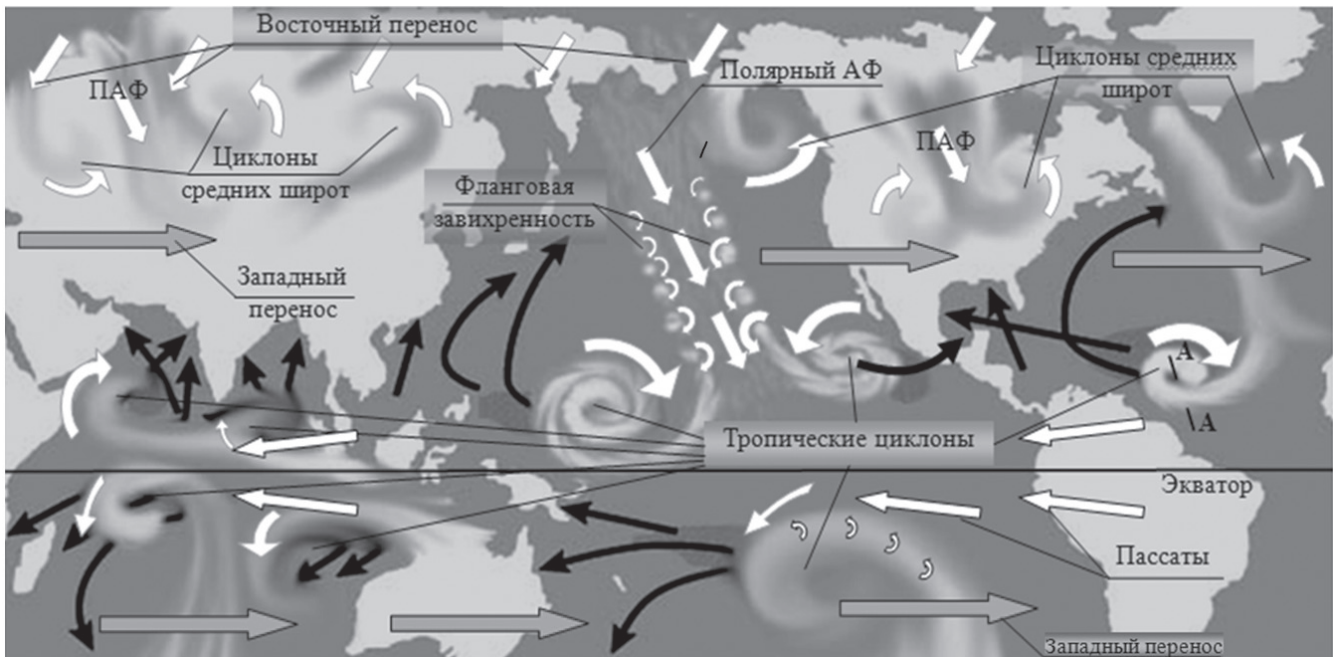 Восточный перенос
ПАФ
Полярный АФ
Циклоны средних
широт
ПАФ
Циклоны
средних широт
Фланговая
завихренность
Западный
перенос
А
А
Тропические циклоны
Экватор
Пассаты
Западный перенос